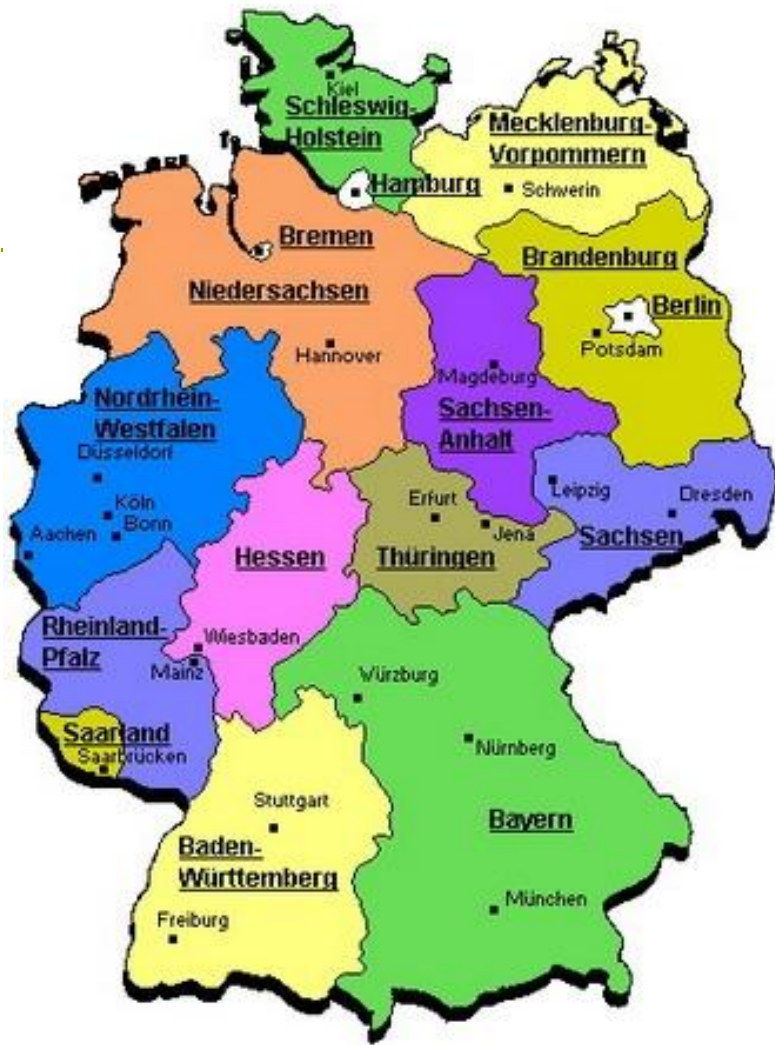 Kiel
Schleswig-
Holstein
Mecklenburg-
Vorpommern
Hamburg
Schwerin
Bremen
Brandenburg
Niedersachsen
Berlin
Hannover
Potsdam
Magdeburg
Nordrhein-
Westfalen
Sachsen-
Anhalt
Düsseldorf
Köln
Bonn
Aachen
Erfurt
Leipzig
Dresden
Jena
Sachsen
Hessen
Thüringen
Rheinland-
Pfalz
Wiesbaden
Mainz
Würzburg
Saarland
Saarbrücken
Nürnberg
Stuttgart
Bayern
Baden-
Württemberg
München
Freiburg